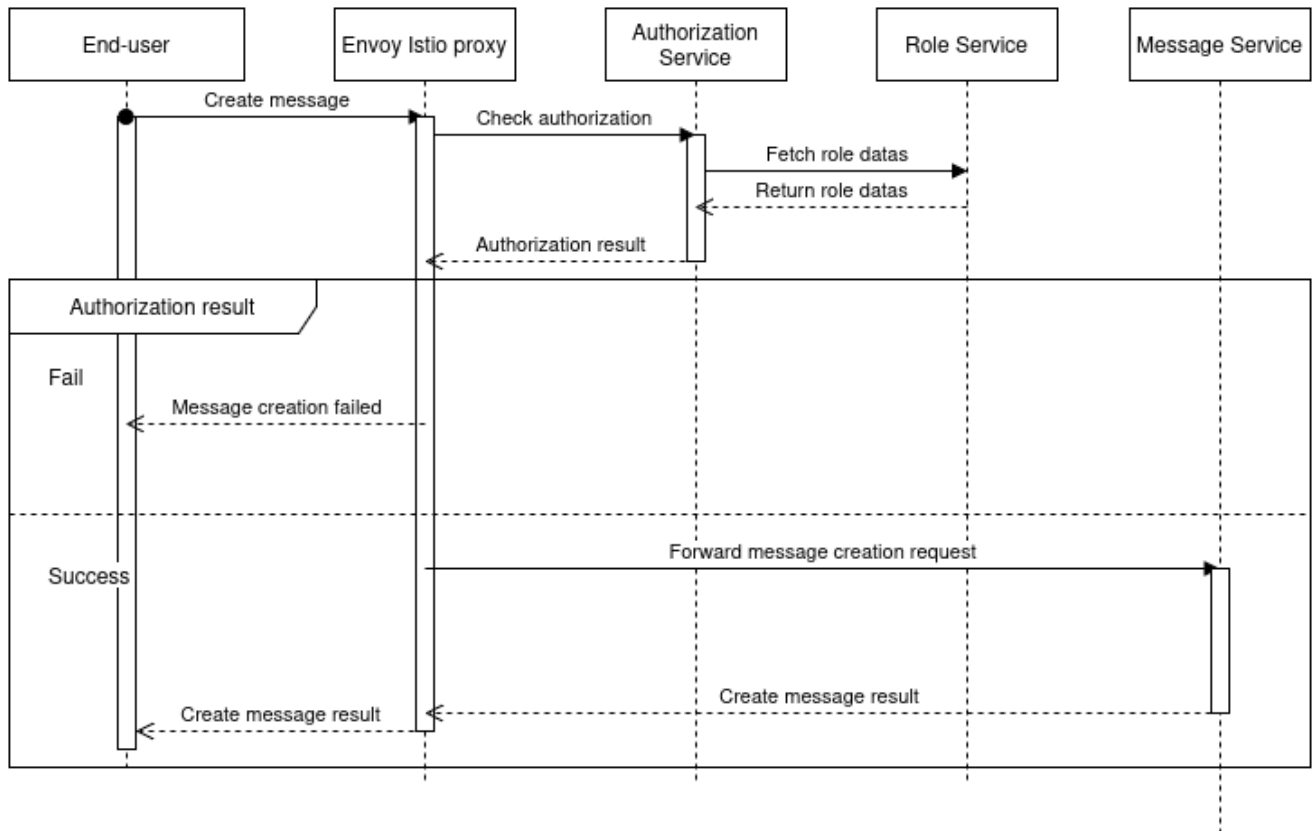 End-user
Envoy Istio proxy
Authorization
Service
Role Service
Message Service
Create message
Check authorization
Fetch role datas
Return role datas
Authorization result
Authorization result
Fail
Message creation failed
Forward message creation request
Success
Create message result
Create message result